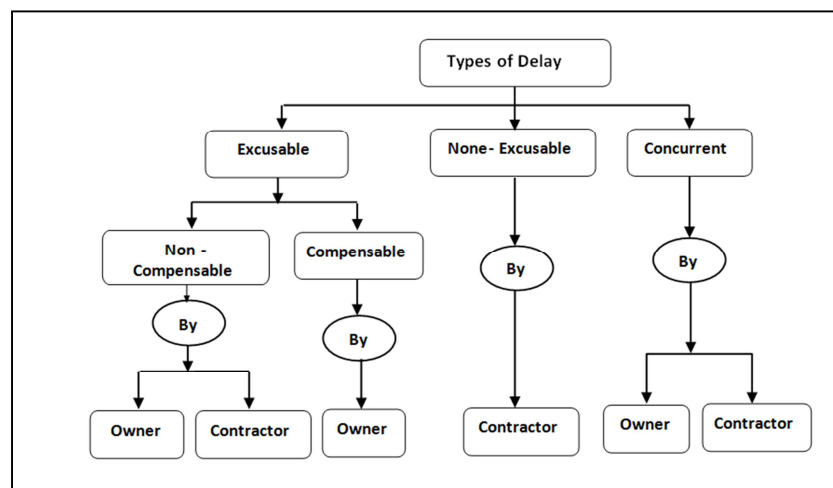 Types of Delay
Excusable
None- Excusable
Concurrent
Non -
Compensable
Compensable
By
By
By
By
Owner
Contractor
Owner
Contractor
Owner
Contractor